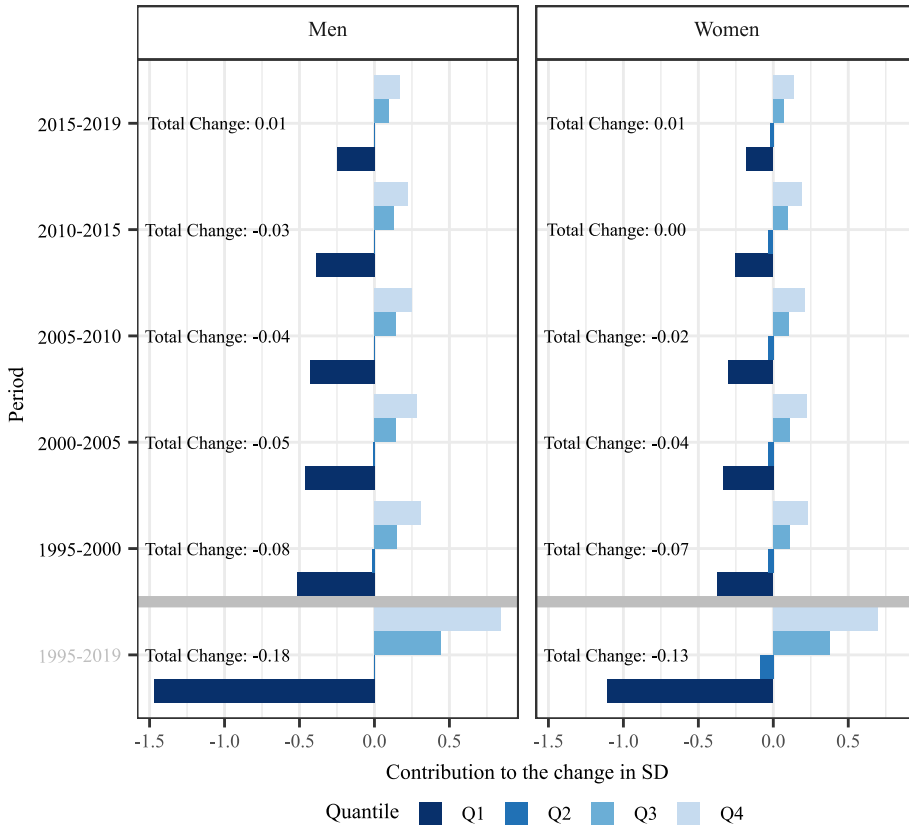 Men
Women
2015-2019
Total Change: 0.01
Total Change: 0.01
2010-2015
Total Change: -0.03
Total Change: 0.00
2005-2010
Total Change: -0.04
Total Change: -0.02
2000-2005
Total Change: -0.05
Total Change: -0.04
1995-2000
Total Change: -0.08
Total Change: -0.07
1995-2019
Total Change: -0.18
Total Change: -0.13
Period
-1.5 -1.0 -0.5 0.0 0.5
-1.5 -1.0 -0.5 0.0 0.5
Contribution to the change in SD
Quantile Q1 Q2 Q3 Q4